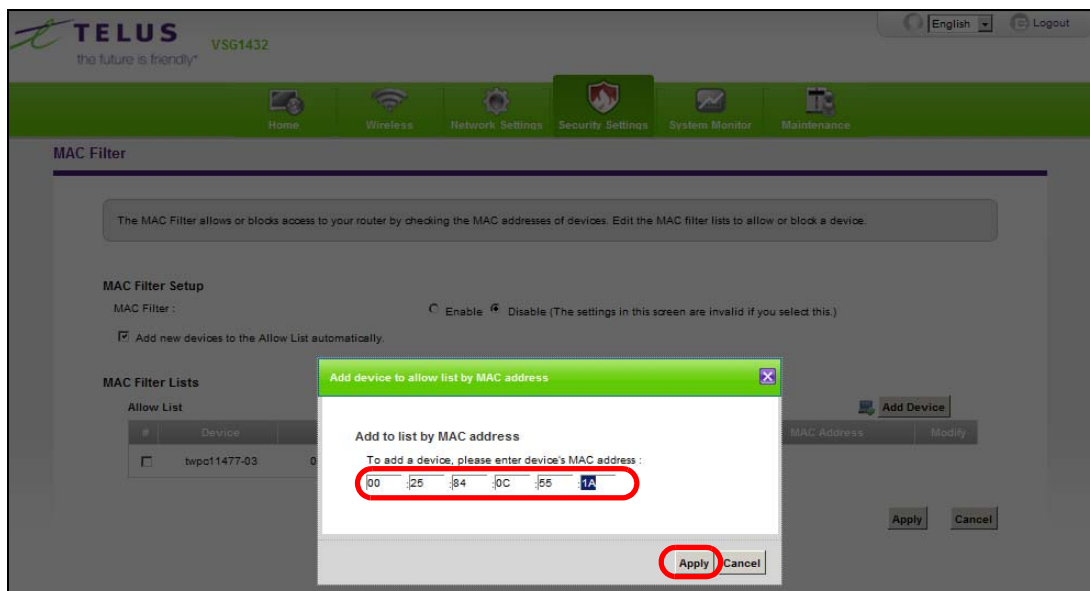 TELUS
the future is friendly*
VSG1432
English
Logout
Home
Wireless
Network Settings
Security Settings
System Monitor
Maintenance
MAC Filter
The MAC Filter allows or blocks access to your router by checking the MAC addresses of devices. Edit the MAC filter lists to allow or block a device.
MAC Filter Setup
MAC Filter :
Enable
Disable (The settings in this screen are invalid if you select this.)
Add new devices to the Allow List automatically.
MAC Filter Lists
Allow List
Add Device
# Device
MAC Address Modify
twpc11477-03 0
Apply Cancel
Add device to allow list by MAC address
Add to list by MAC address
To add a device, please enter device's MAC address :
00 :25 :84 :0C :55 :1A
Apply Cancel